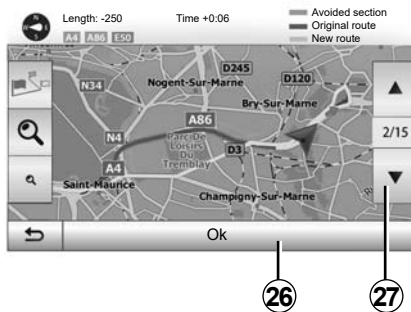 Length: -250 Time +0:06
A4 A86 E50
Avoided section
Original route
New route
D245
D120
N34
Nogent-Sur-Marne
Bry-Sur-Marne
A86
2/15
N4
Parc De
Loisirs
Du
Tremblay
D3
A4
Saint-Maurice
Champigny-Sur-Marne
Ok
26 27